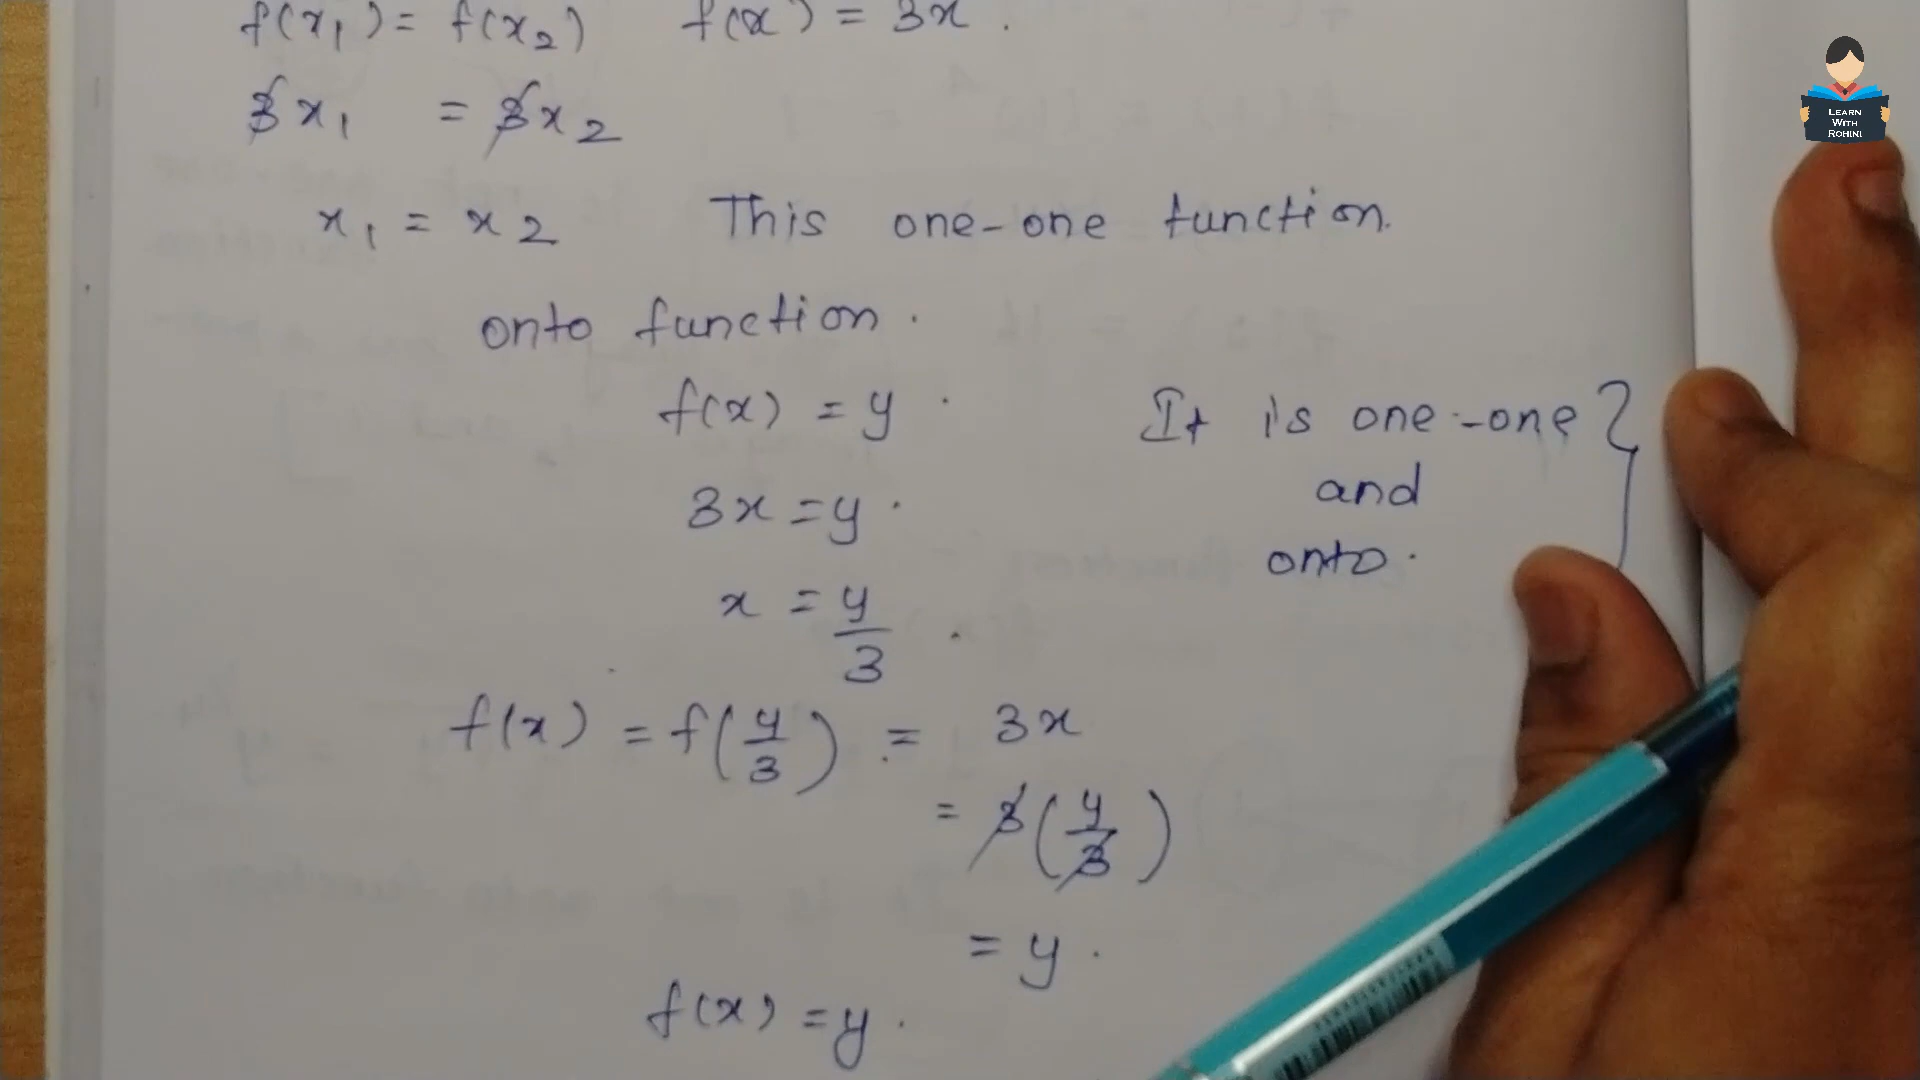 f(x₁) = f(x₂) f(x) = 3x .
3x₁ = 3x₂
x₁ = x₂ This one-one function.
onto function .
f(x) = y .
3x = y .
x = y/3 .
It is one-one }
and
onto .
f(x) = f(y/3) = 3x
= 3(y/3)
= y .
f(x) = y .
LEARN
WITH
ROHINI